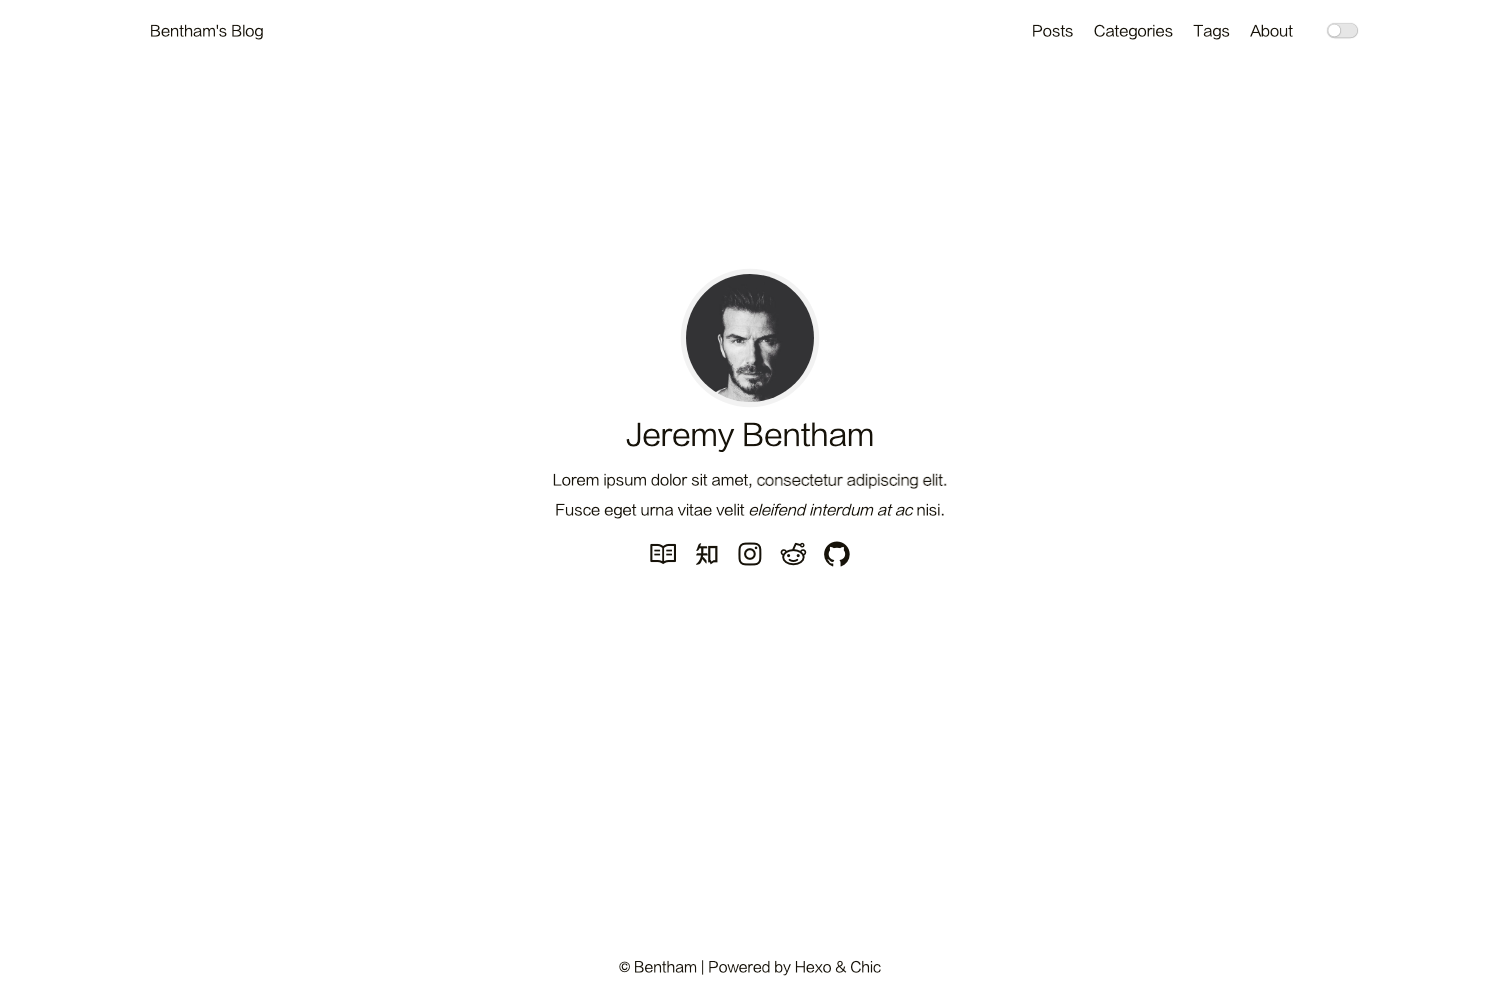 Bentham's Blog
Posts Categories Tags About
Jeremy Bentham
Lorem ipsum dolor sit amet, consectetur adipiscing elit.
Fusce eget urna vitae velit eleifend interdum at ac nisi.
知
© Bentham | Powered by Hexo & Chic